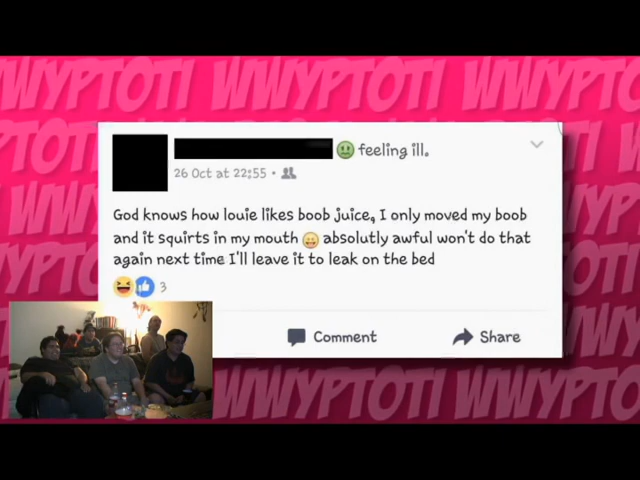 WWYPTOTI WWYPTOTI
feeling ill.
26 Oct at 22:55
God knows how louie likes boob juice, I only moved my boob
and it squirts in my mouth 😝 absolutly awful won't do that
again next time I'll leave it to leak on the bed
3
Comment Share
WWYPTOTI